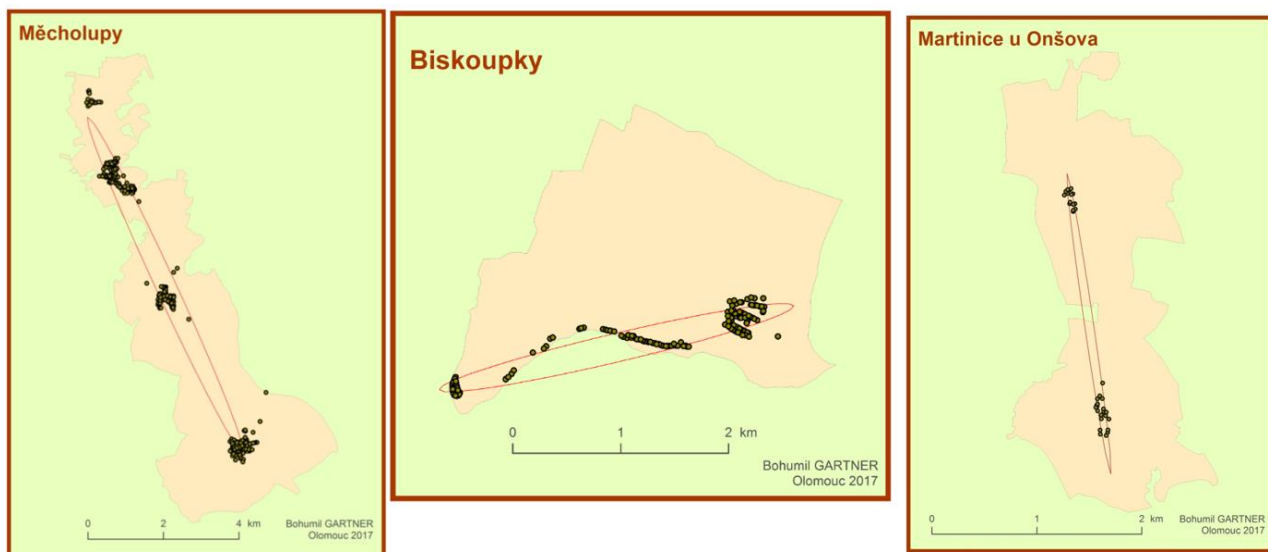 Měcholupy
0 2 4 km
Bohumil GARTNER
Olomouc 2017
Biskoupky
0 1 2 km
Bohumil GARTNER
Olomouc 2017
Martinice u Onšova
0 1 2 km
Bohumil GARTNER
Olomouc 2017